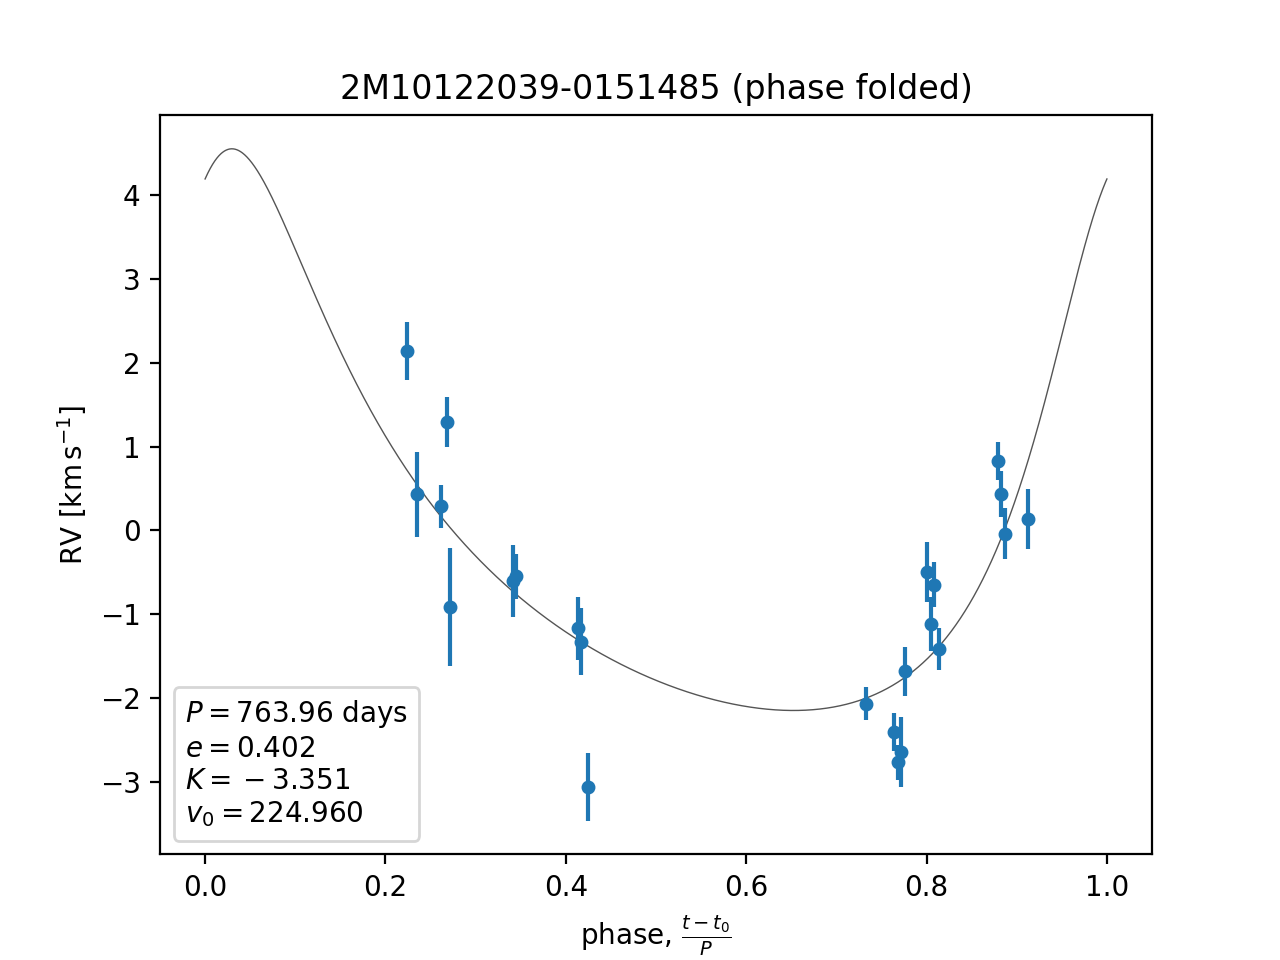 2M10122039-0151485 (phase folded)
RV [km s⁻¹]
4
3
2
1
0
−1
−2
−3
P = 763.96 days
e = 0.402
K = −3.351
v₀ = 224.960
0.0 0.2 0.4 0.6 0.8 1.0
phase, (t − t₀)/P